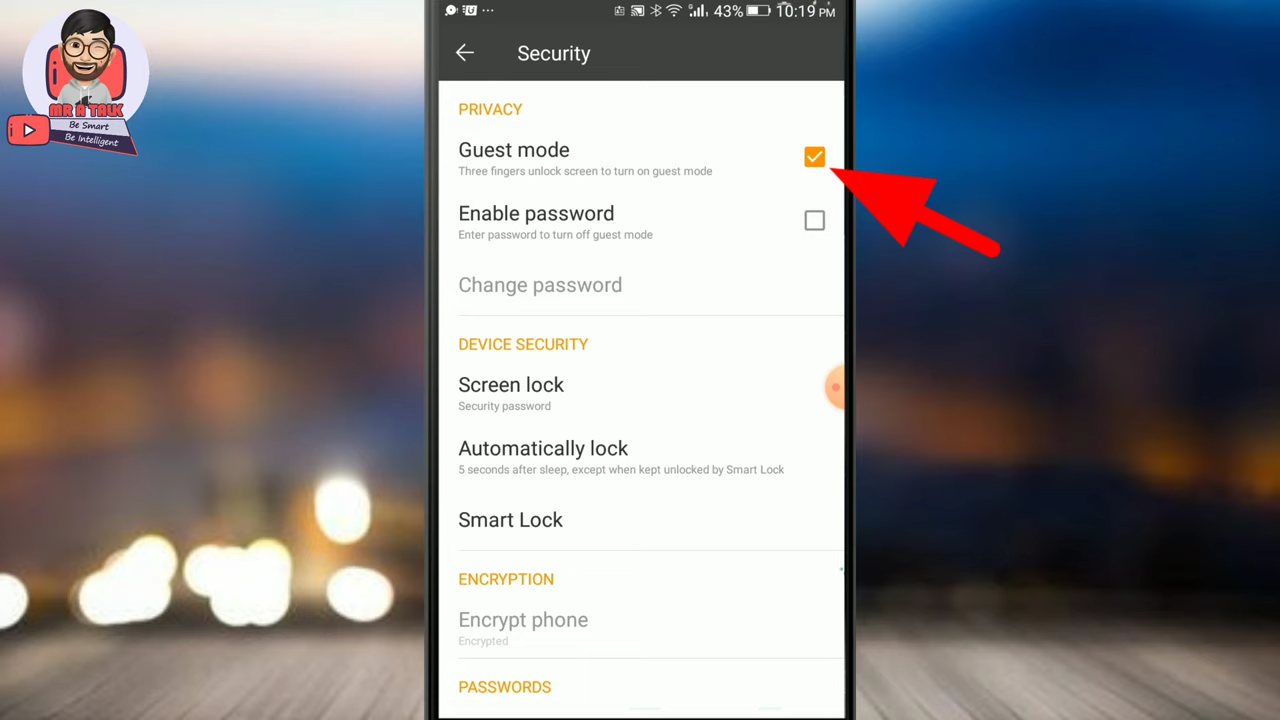 43%
10:19 PM
Security
MR A TALK
Be Smart
Be Intelligent
PRIVACY
Guest mode
Three fingers unlock screen to turn on guest mode
Enable password
Enter password to turn off guest mode
Change password
DEVICE SECURITY
Screen lock
Security password
Automatically lock
5 seconds after sleep, except when kept unlocked by Smart Lock
Smart Lock
ENCRYPTION
Encrypt phone
Encrypted
PASSWORDS